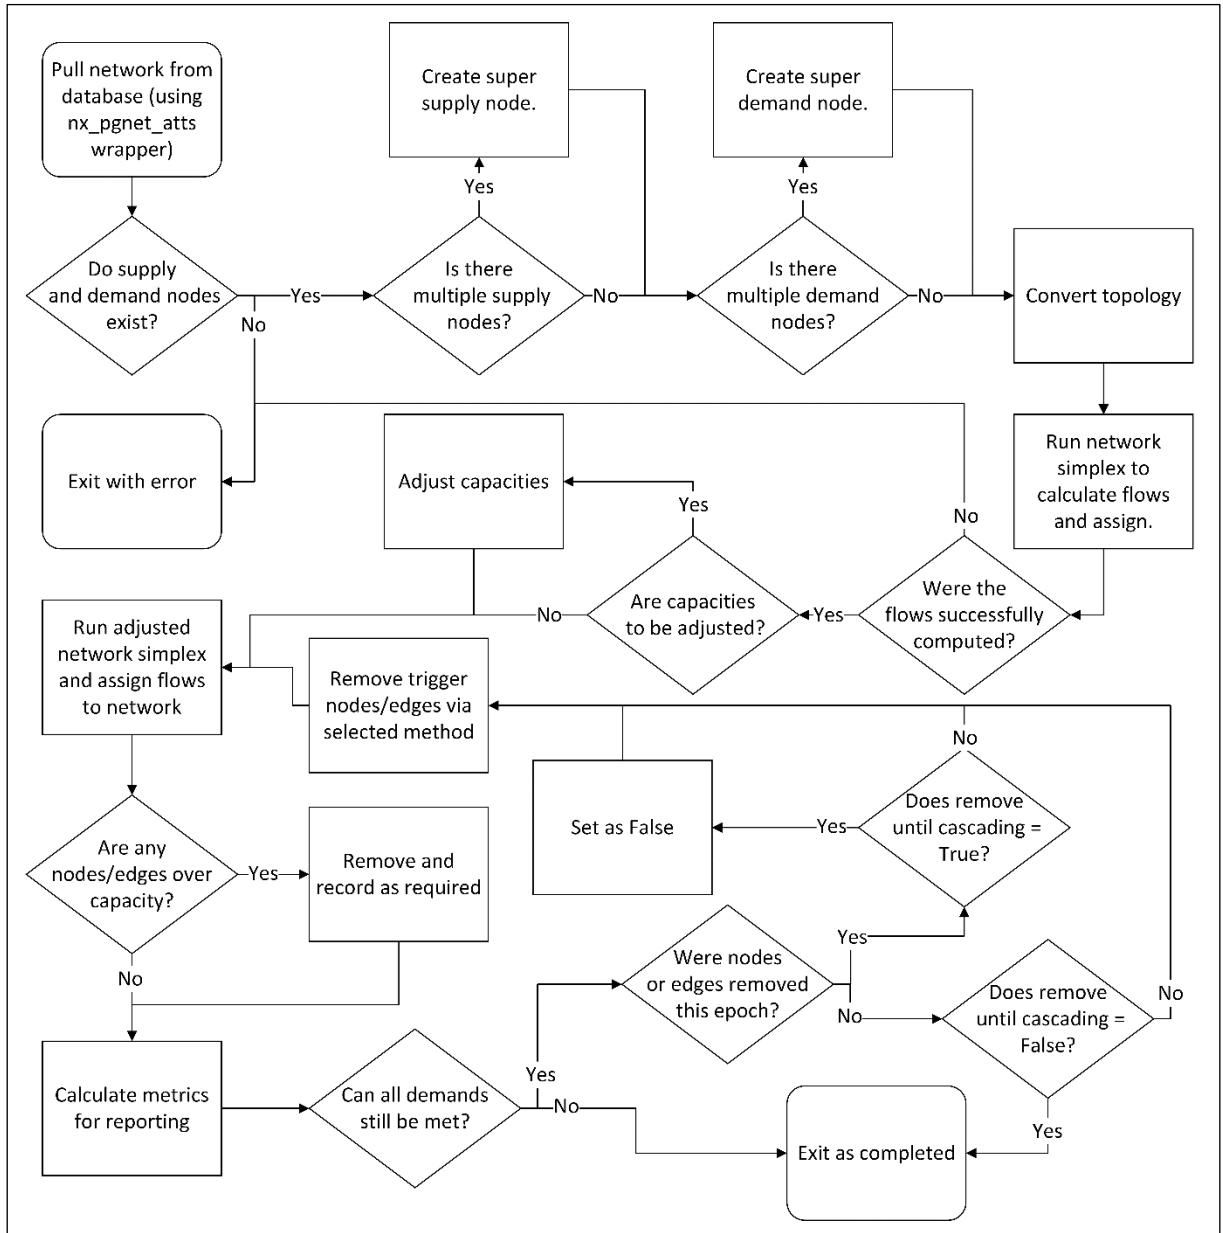 Pull network from
database (using
nx_pgnet_atts
wrapper)
Create super
supply node.
Create super
demand node.
Yes
Yes
Do supply
and demand nodes
exist?
Yes
No
Is there
multiple supply
nodes?
No
Is there
multiple demand
nodes?
No
Convert topology
Exit with error
Adjust capacities
Yes
No
Run network
simplex to
calculate flows
and assign.
Were the
flows successfully
computed?
Yes
Are capacities
to be adjusted?
No
Run adjusted
network simplex
and assign flows
to network
Remove trigger
nodes/edges via
selected method
No
Set as False
Yes
Does remove
until cascading =
True?
Are any
nodes/edges over
capacity?
Yes
Remove and
record as required
No
Were nodes
or edges removed
this epoch?
Yes
No
Does remove
until cascading =
False?
No
Calculate metrics
for reporting
Can all demands
still be met?
Yes
No
Exit as completed
Yes